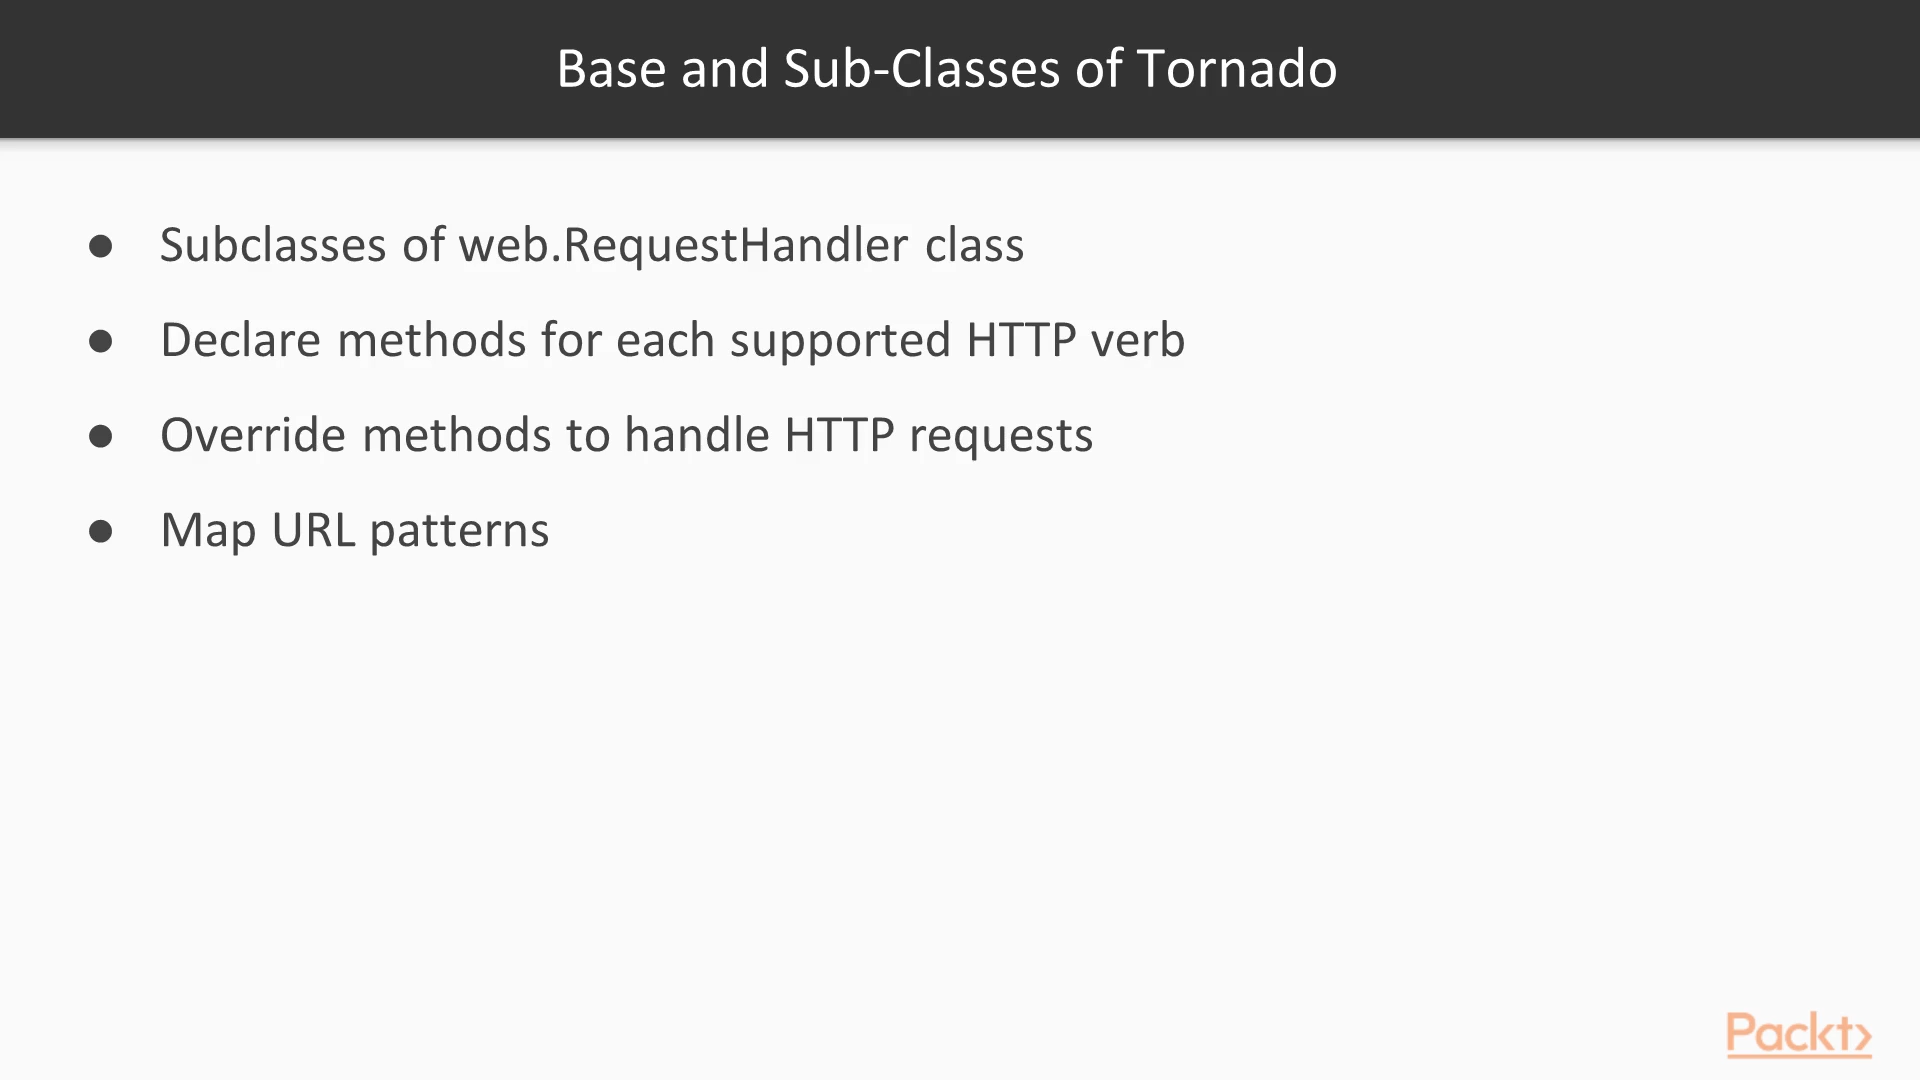 Base and Sub-Classes of Tornado
● Subclasses of web.RequestHandler class
● Declare methods for each supported HTTP verb
● Override methods to handle HTTP requests
● Map URL patterns
Packt>